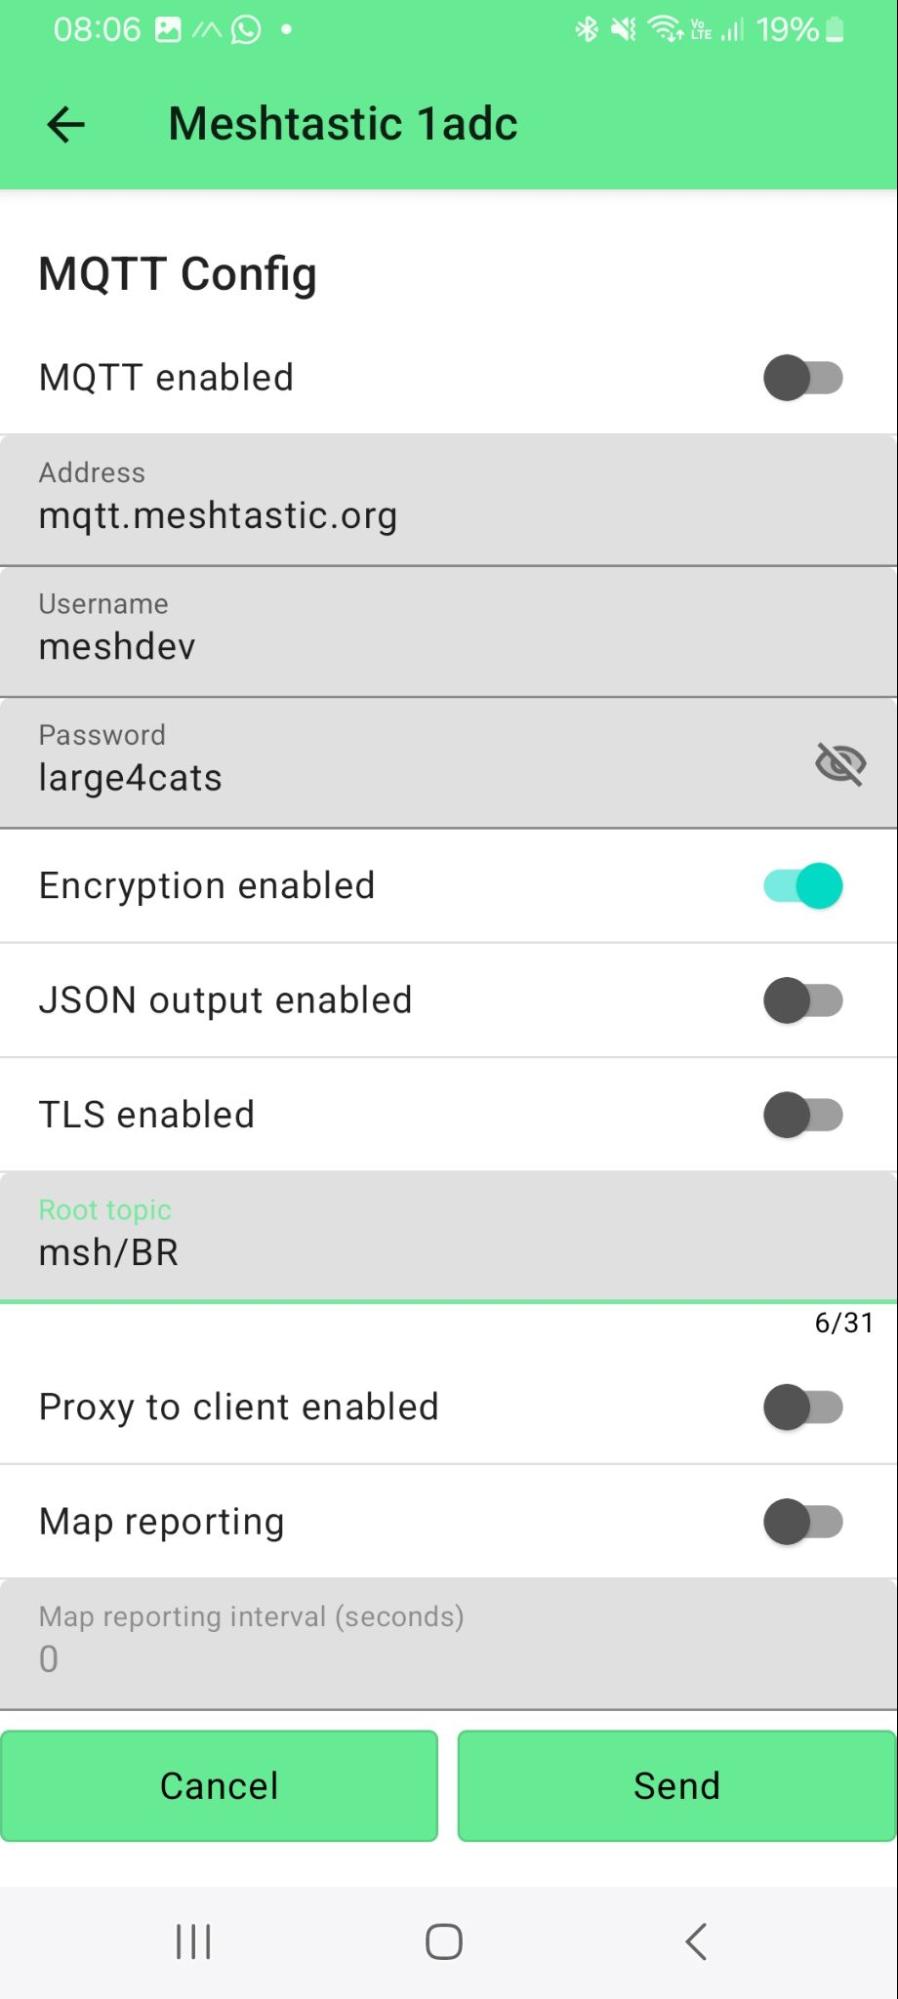 08:06
Vo
LTE
19%
Meshtastic 1adc
MQTT Config
MQTT enabled
Address
mqtt.meshtastic.org
Username
meshdev
Password
large4cats
Encryption enabled
JSON output enabled
TLS enabled
Root topic
msh/BR
6/31
Proxy to client enabled
Map reporting
Map reporting interval (seconds)
0
Cancel
Send